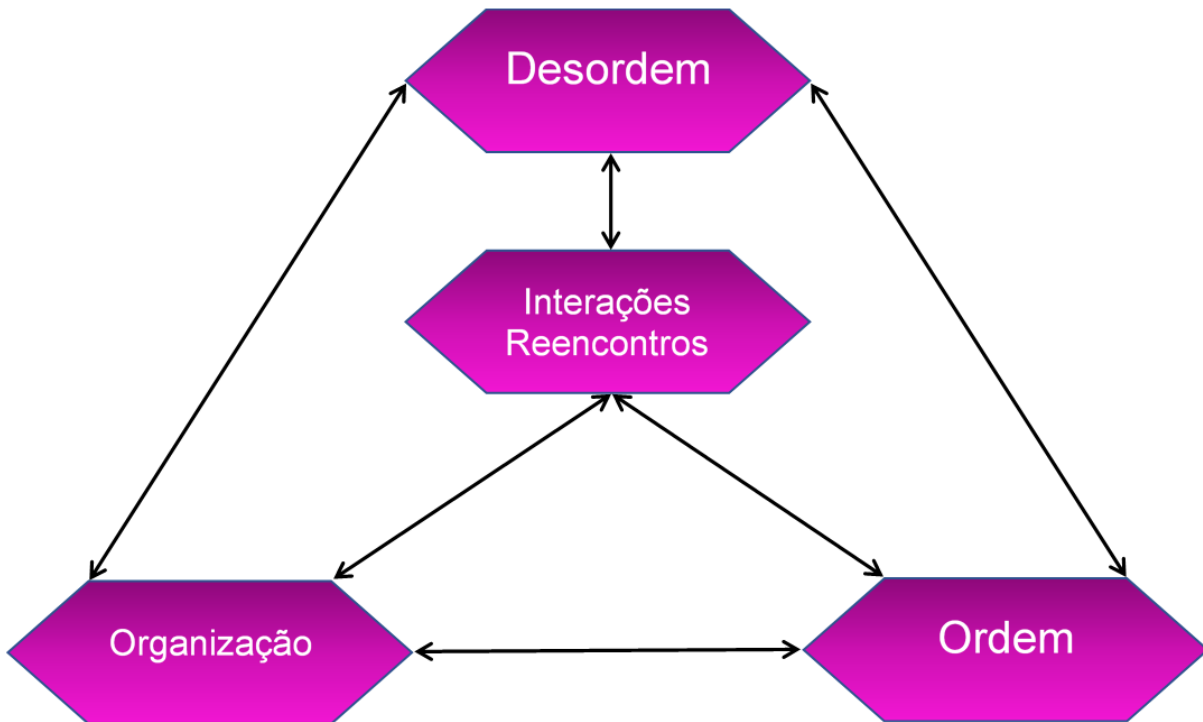 Desordem
Interações
Reencontros
Organização
Ordem